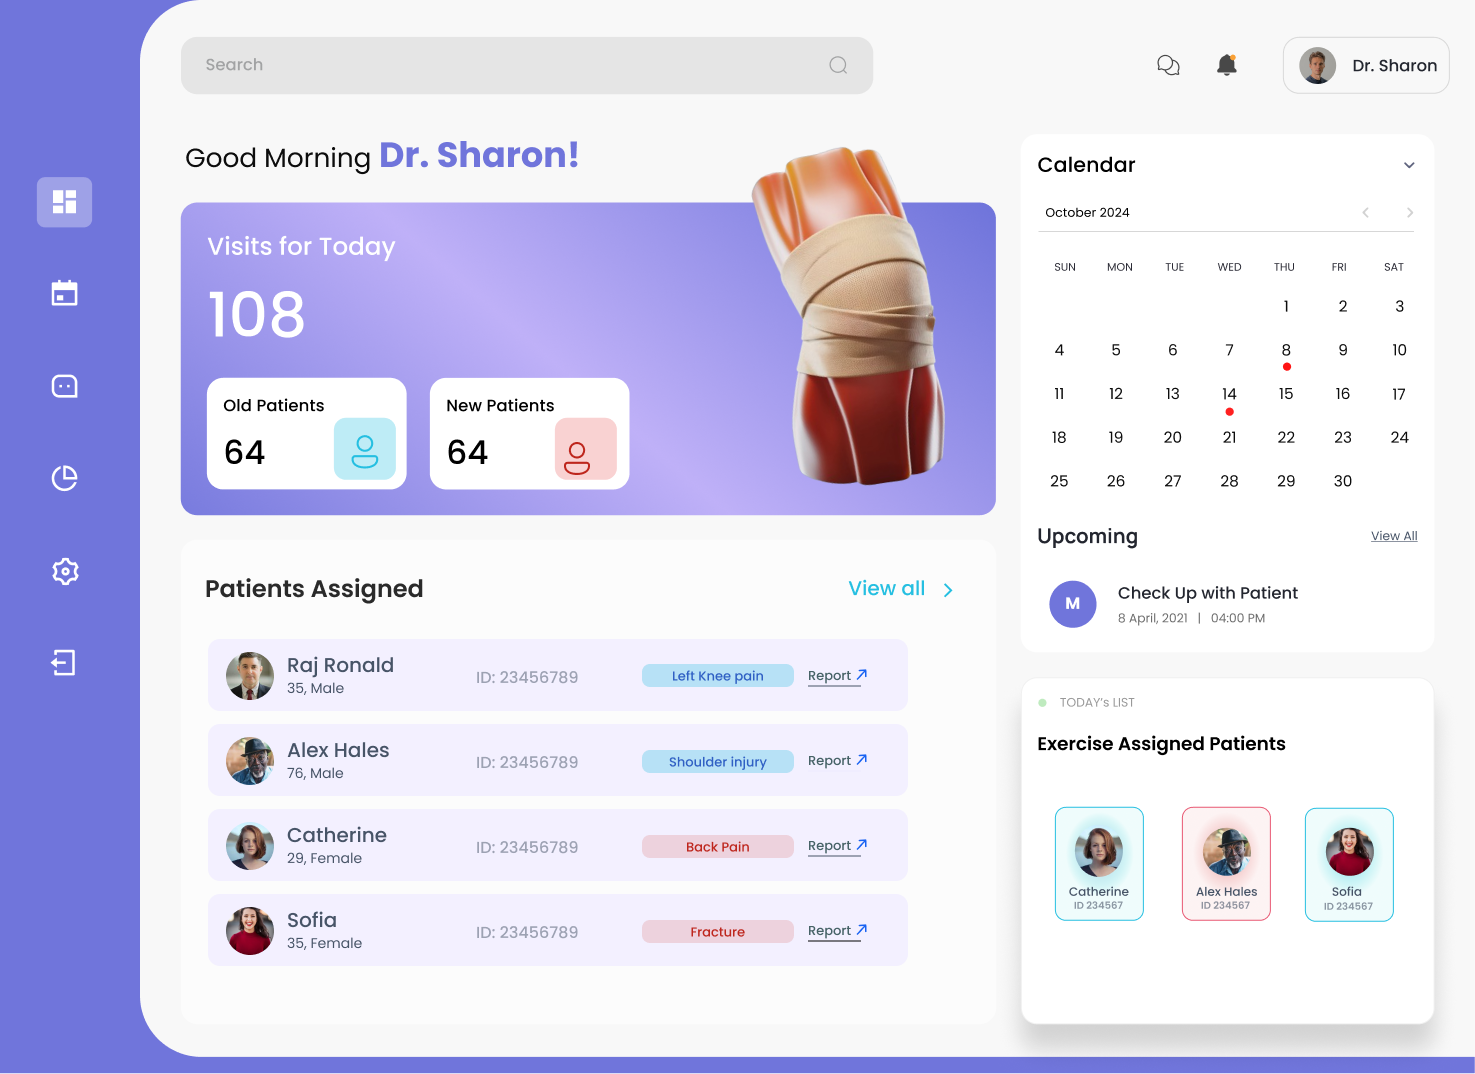 Search
Dr. Sharon
Good Morning Dr. Sharon!
Visits for Today
108
Old Patients
64
New Patients
64
Patients Assigned
View all
Raj Ronald
35, Male
ID: 23456789
Left Knee pain
Report
Alex Hales
76, Male
ID: 23456789
Shoulder injury
Report
Catherine
29, Female
ID: 23456789
Back Pain
Report
Sofia
35, Female
ID: 23456789
Fracture
Report
Calendar
October 2024
SUN MON TUE WED THU FRI SAT
1 2 3
4 5 6 7 8 9 10
11 12 13 14 15 16 17
18 19 20 21 22 23 24
25 26 27 28 29 30
Upcoming
View All
M
Check Up with Patient
8 April, 2021 | 04:00 PM
TODAY's LIST
Exercise Assigned Patients
Catherine
ID 234567
Alex Hales
ID 234567
Sofia
ID 234567